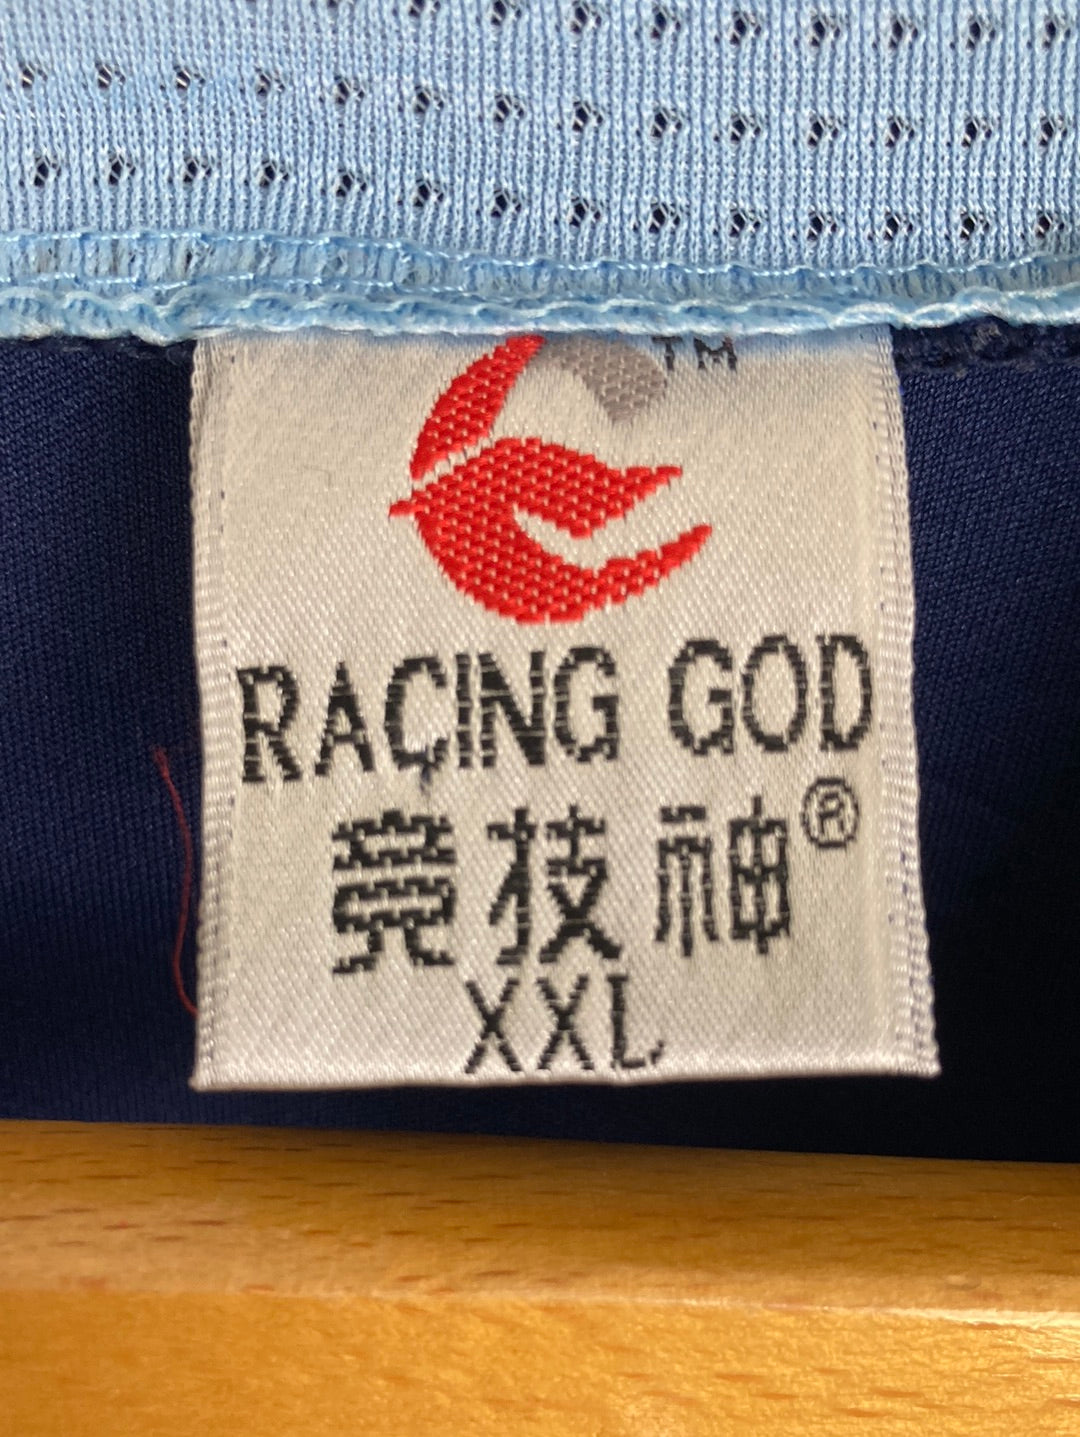 TM
RACING GOD
竞技神®
XXL